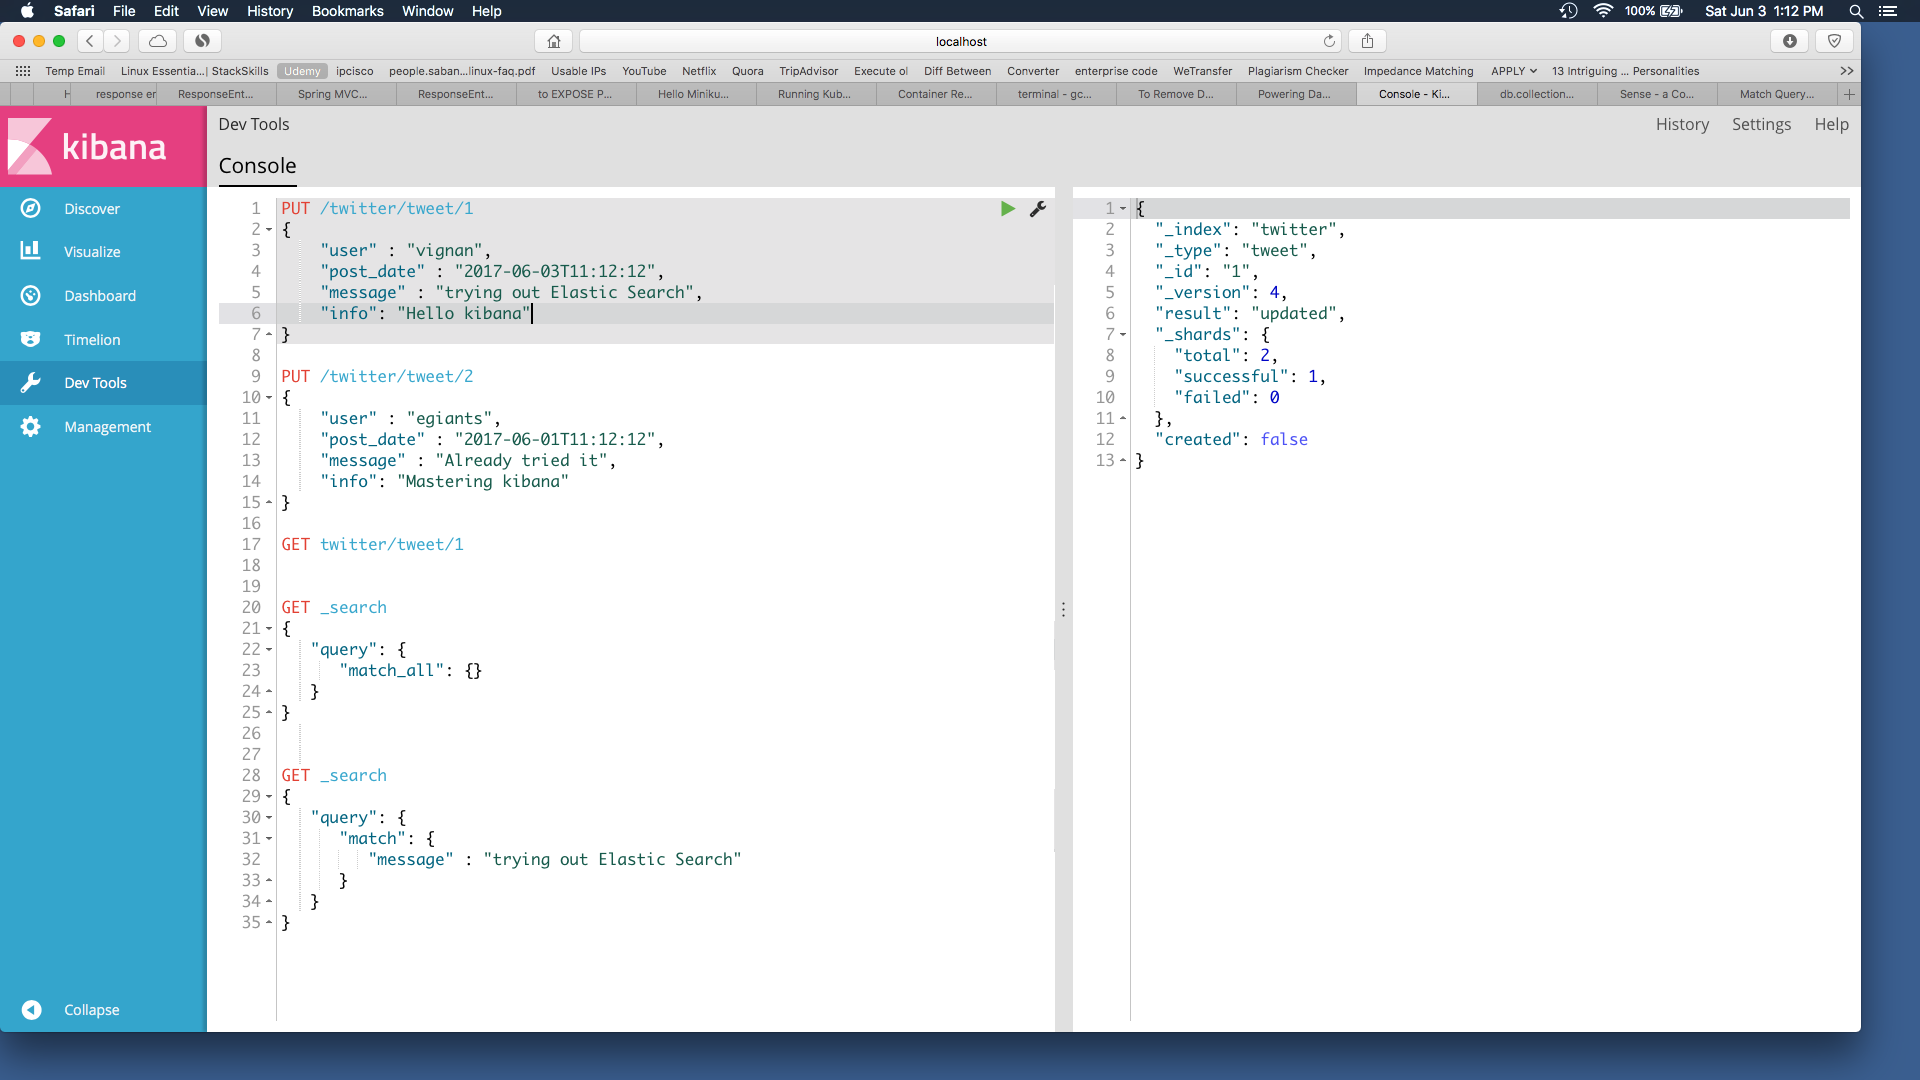 Safari File Edit View History Bookmarks Window Help 100% Sat Jun 3 1:12 PM
localhost
Temp Email Linux Essentia...| StackSkills Udemy ipcisco people.saban...linux-faq.pdf Usable IPs YouTube Netflix Quora TripAdvisor Execute ol Diff Between Converter enterprise code WeTransfer Plagiarism Checker Impedance Matching APPLY 13 Intriguing ... Personalities >>
response er ResponseEnt... Spring MVC... ResponseEnt... to EXPOSE P... Hello Miniku... Running Kub... Container Re... terminal - gc... To Remove D... Powering Da... Console - Ki... db.collection... Sense - a Co... Match Query... +
kibana
Discover
Visualize
Dashboard
Timelion
Dev Tools
Management
Collapse
Dev Tools
History Settings Help
Console
1 PUT /twitter/tweet/1
2 {
3 "user" : "vignan",
4 "post_date" : "2017-06-03T11:12:12",
5 "message" : "trying out Elastic Search",
6 "info": "Hello kibana"
7 }
8
9 PUT /twitter/tweet/2
10 {
11 "user" : "egiants",
12 "post_date" : "2017-06-01T11:12:12",
13 "message" : "Already tried it",
14 "info": "Mastering kibana"
15 }
16
17 GET twitter/tweet/1
18
19
20 GET _search
21 {
22 "query": {
23 "match_all": {}
24 }
25 }
26
27
28 GET _search
29 {
30 "query": {
31 "match": {
32 "message" : "trying out Elastic Search"
33 }
34 }
35 }
1 {
2 "_index": "twitter",
3 "_type": "tweet",
4 "_id": "1",
5 "_version": 4,
6 "result": "updated",
7 "_shards": {
8 "total": 2,
9 "successful": 1,
10 "failed": 0
11 },
12 "created": false
13 }